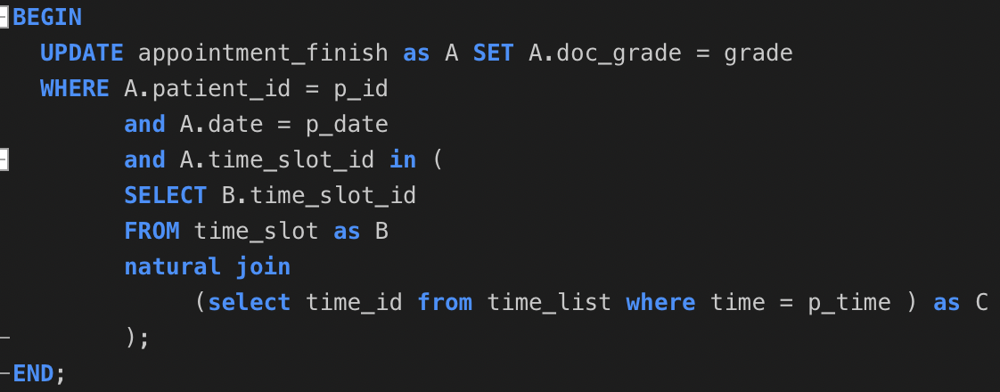 BEGIN
UPDATE appointment_finish as A SET A.doc_grade = grade
WHERE A.patient_id = p_id
and A.date = p_date
and A.time_slot_id in (
SELECT B.time_slot_id
FROM time_slot as B
natural join
(select time_id from time_list where time = p_time ) as C
);
END;